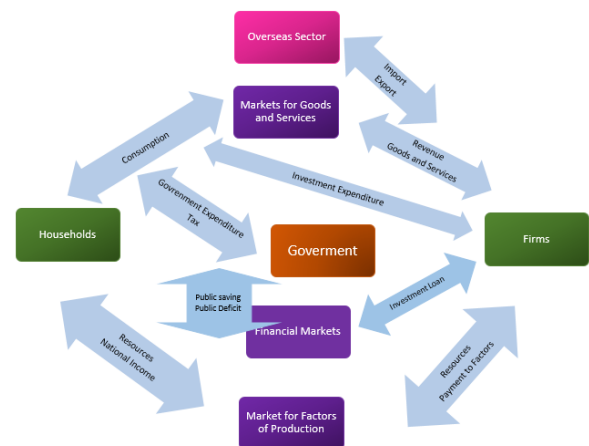 Overseas Sector
Import
Export
Markets for Goods
and Services
Consumption
Revenue
Goods and Services
Investment Expenditure
Govrenment Expenditure
Tax
Households
Goverment
Firms
Public saving
Public Deficit
Investment Loan
Financial Markets
Resources
National Income
Resources
Payment to Factors
Market for Factors
of Production